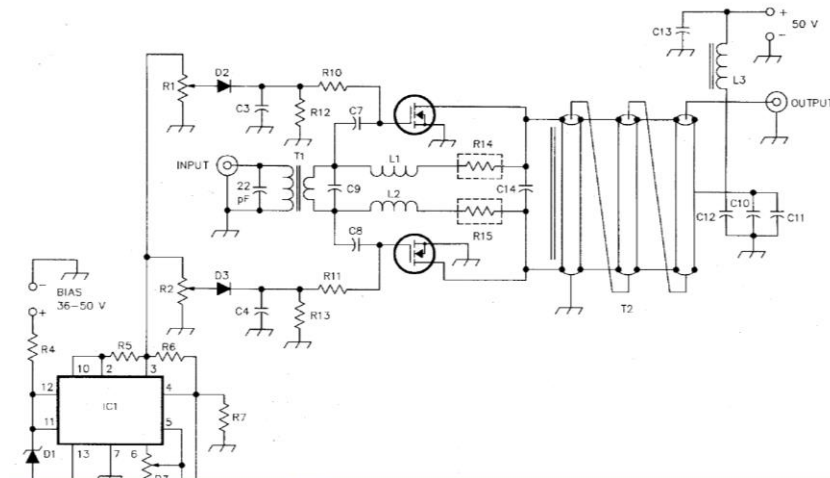 C13
+
50 V
-
L3
D2
R10
R1
C3
R12
C7
OUTPUT
T1
R14
INPUT
L1
22
pF
C9
L2
C14
C12
C10
C11
R15
C8
D3
R11
R2
C4
R13
T2
-
BIAS
36-50 V
+
R4
R5
R6
10
2
3
12
4
IC1
R7
11
5
D1
13
7
6